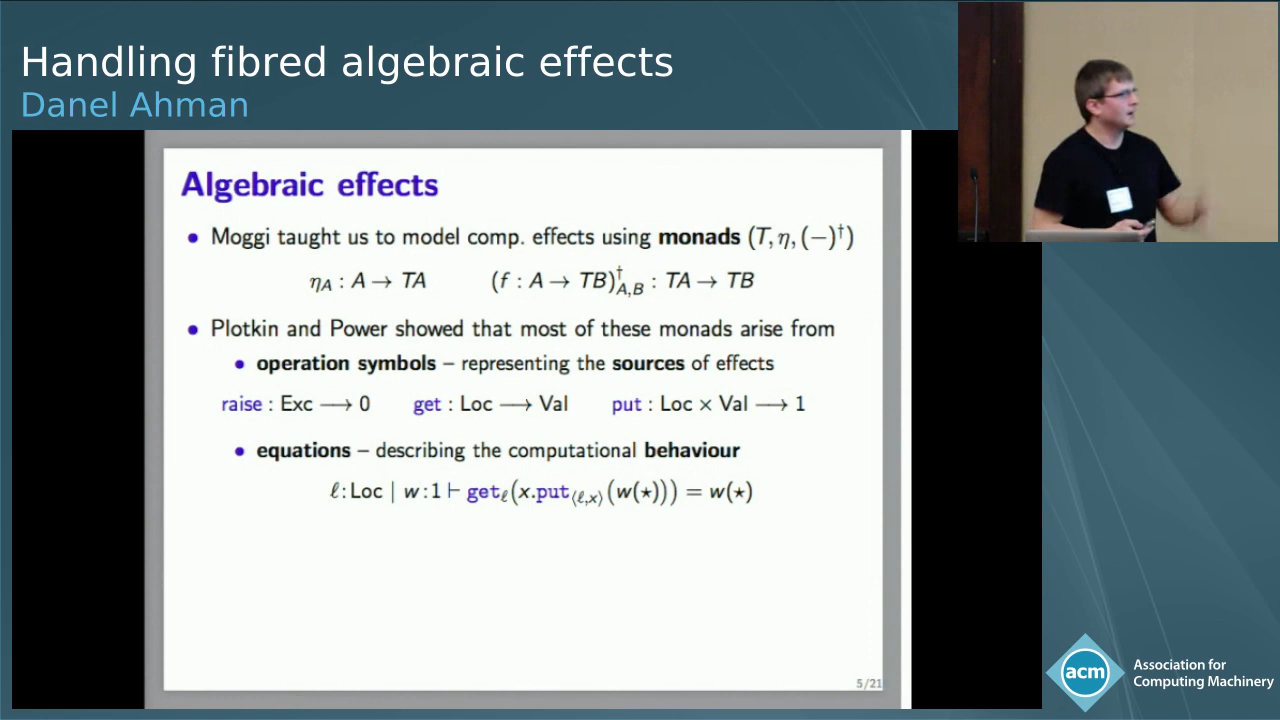 Handling fibred algebraic effects
Danel Ahman
Algebraic effects
• Moggi taught us to model comp. effects using monads (T, η, (−)†)
η_A : A → TA (f : A → TB)†_{A,B} : TA → TB
• Plotkin and Power showed that most of these monads arise from
• operation symbols – representing the sources of effects
raise : Exc ⟶ 0 get : Loc ⟶ Val put : Loc × Val ⟶ 1
• equations – describing the computational behaviour
ℓ:Loc | w:1 ⊢ get_ℓ(x.put_⟨ℓ,x⟩(w(⋆))) = w(⋆)
5/21
acm
Association for
Computing Machinery